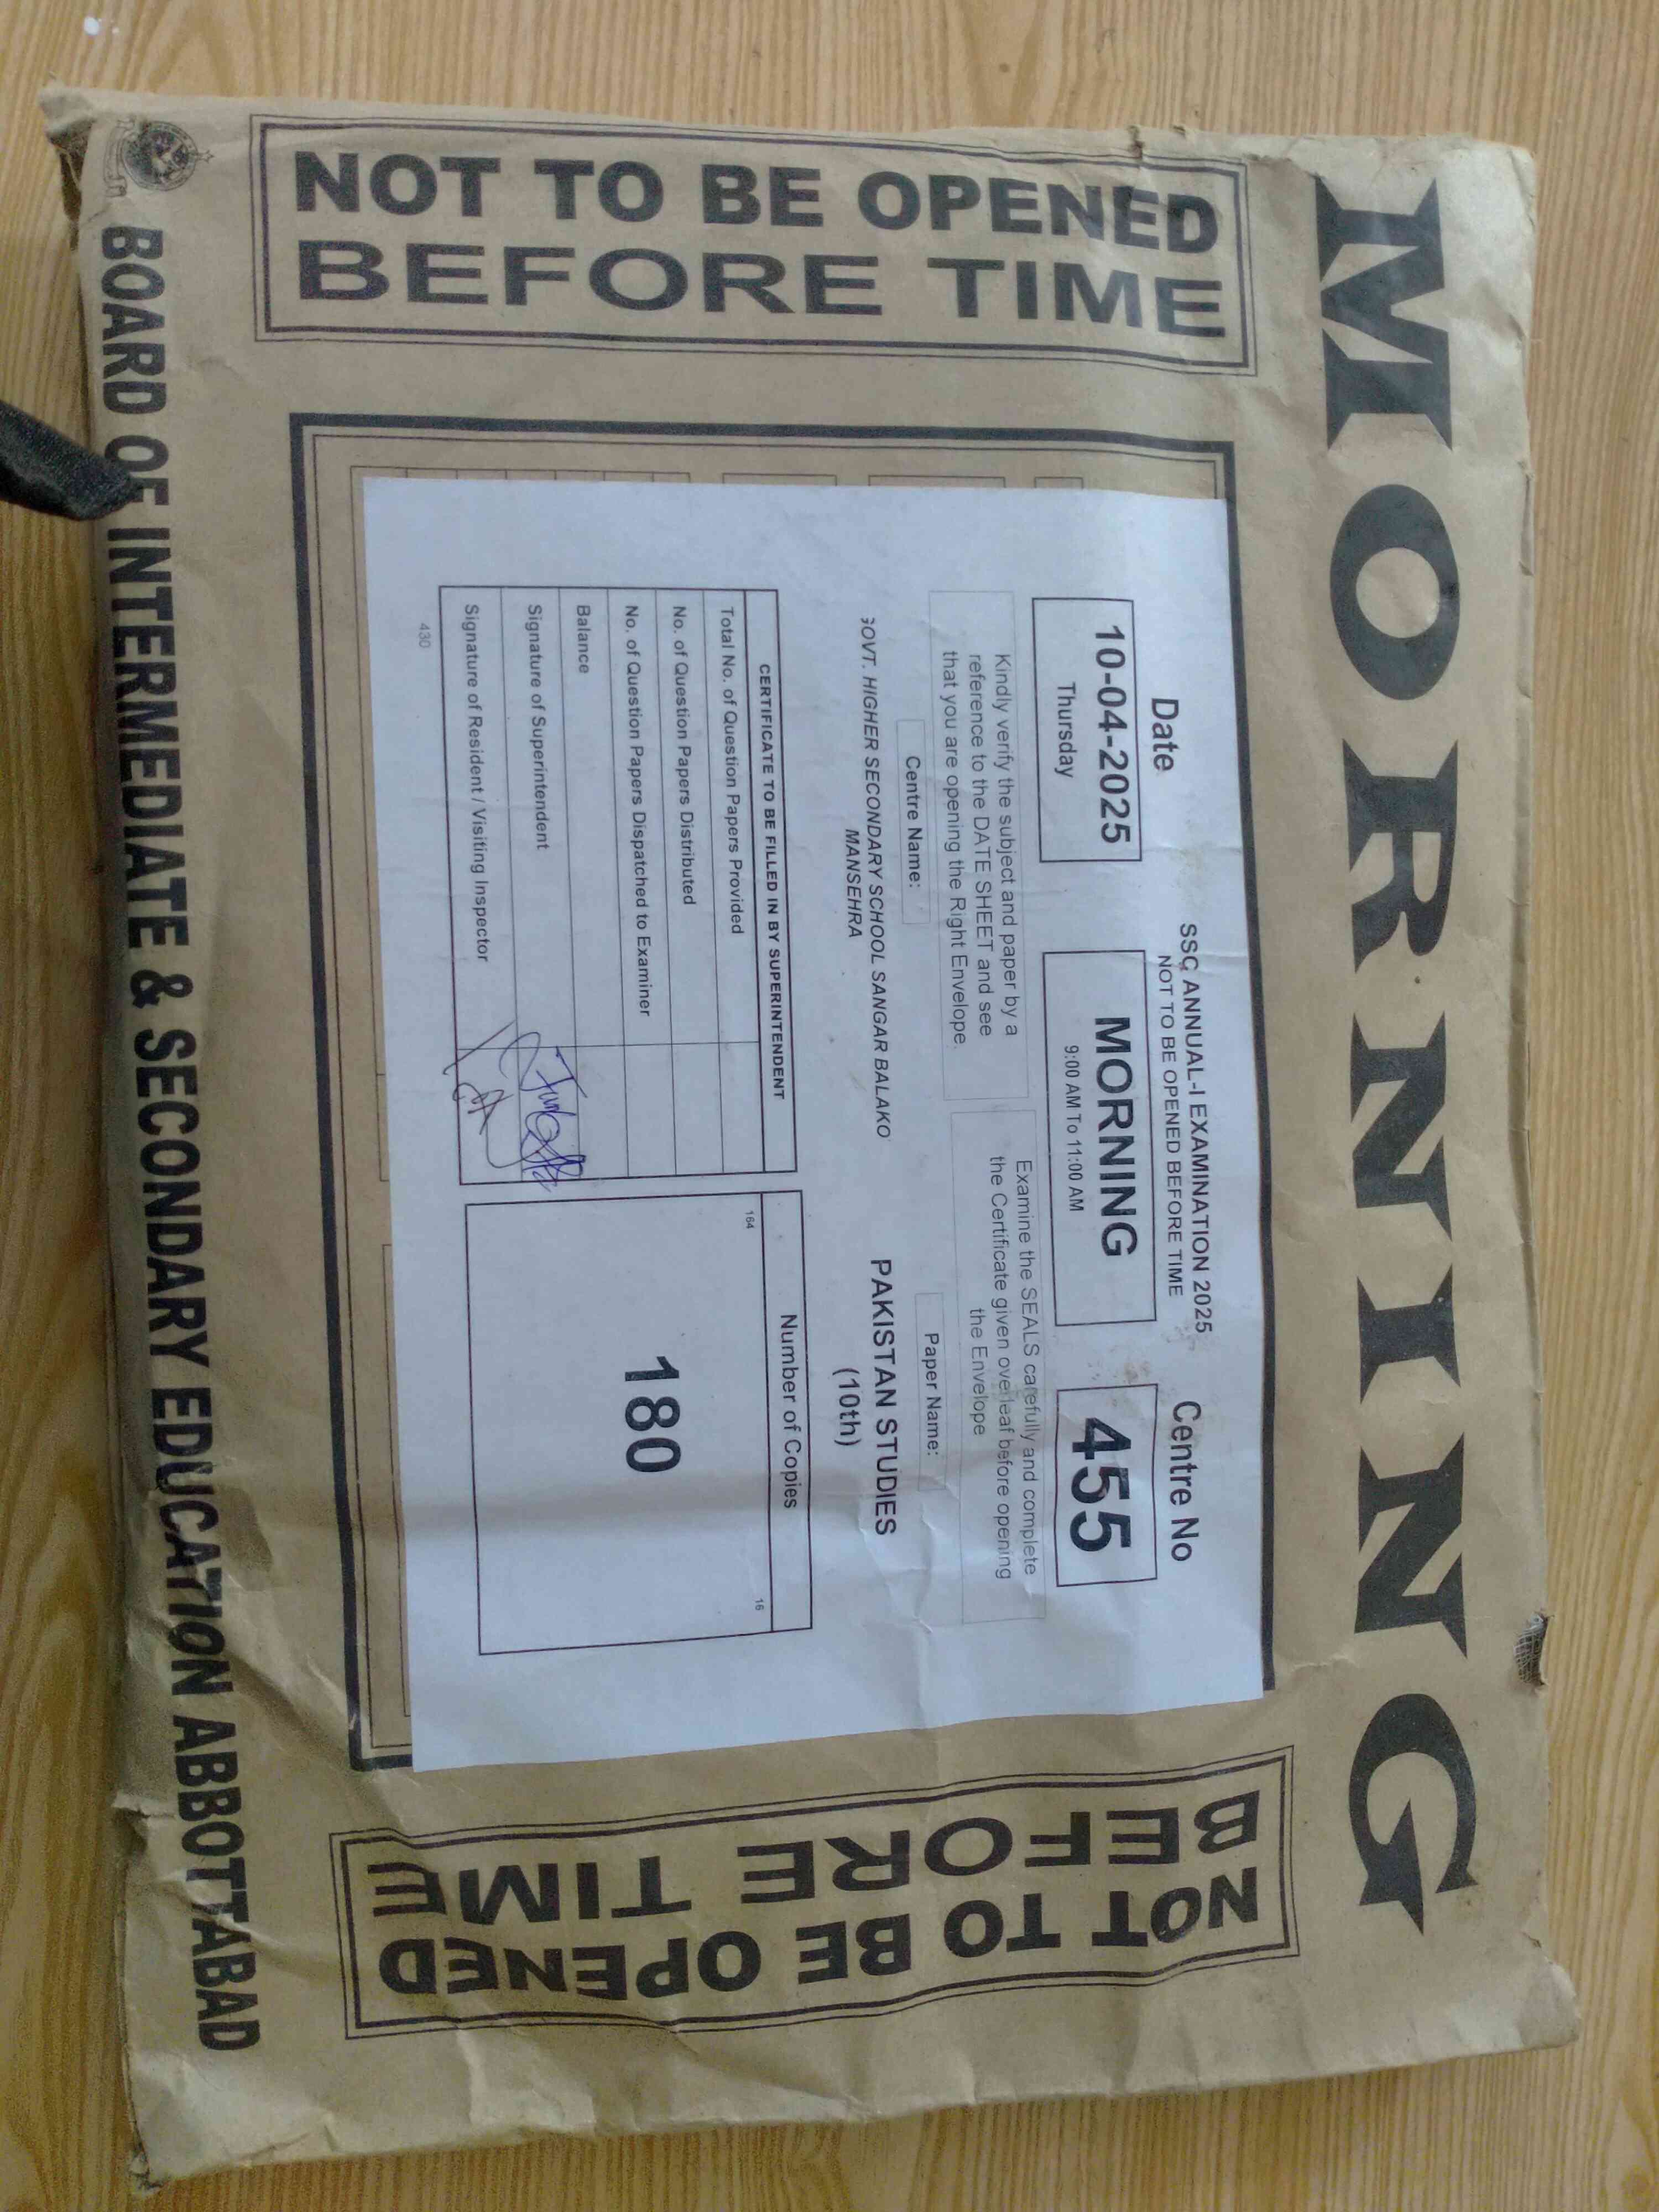 MORNING
NOT TO BE OPENED
BEFORE TIME
SSC ANNUAL-I EXAMINATION 2025
NOT TO BE OPENED BEFORE TIME
Date
10-04-2025
Thursday
MORNING
9:00 AM To 11:00 AM
Centre No
455
Kindly verify the subject and paper by a
reference to the DATE SHEET and see
that you are opening the Right Envelope.
Examine the SEALS carefully and complete
the Certificate given overleaf before opening
the Envelope
Centre Name:
GOVT. HIGHER SECONDARY SCHOOL SANGAR BALAKO
MANSEHRA
Paper Name:
PAKISTAN STUDIES
(10th)
CERTIFICATE TO BE FILLED IN BY SUPERINTENDENT
Total No. of Question Papers Provided
No. of Question Papers Distributed
No. of Question Papers Dispatched to Examiner
Balance
Signature of Superintendent
Signature of Resident / Visiting Inspector
430
Number of Copies
164
16
180
NOT TO BE OPENED
BEFORE TIME
BOARD OF INTERMEDIATE & SECONDARY EDUCATION ABBOTTABAD